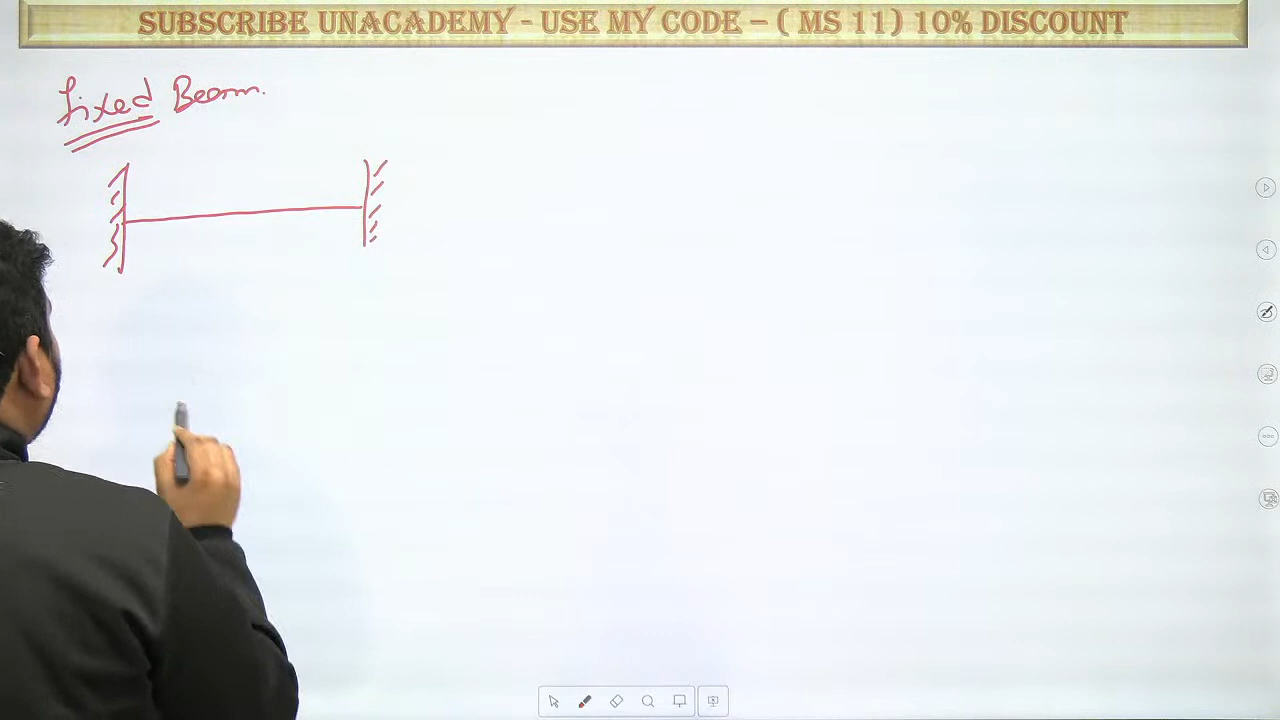 SUBSCRIBE UNACADEMY - USE MY CODE – ( MS 11) 10% DISCOUNT
Fixed Beam.